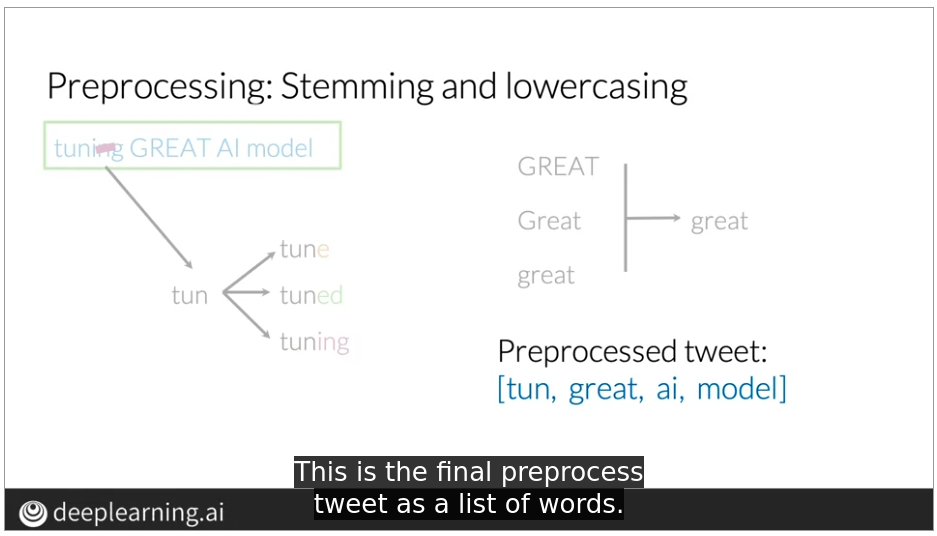 Preprocessing: Stemming and lowercasing
tuning GREAT AI model
tun
tune
tuned
tuning
GREAT
Great
great
great
Preprocessed tweet:
[tun, great, ai, model]
This is the final preprocess
tweet as a list of words.
deeplearning.ai